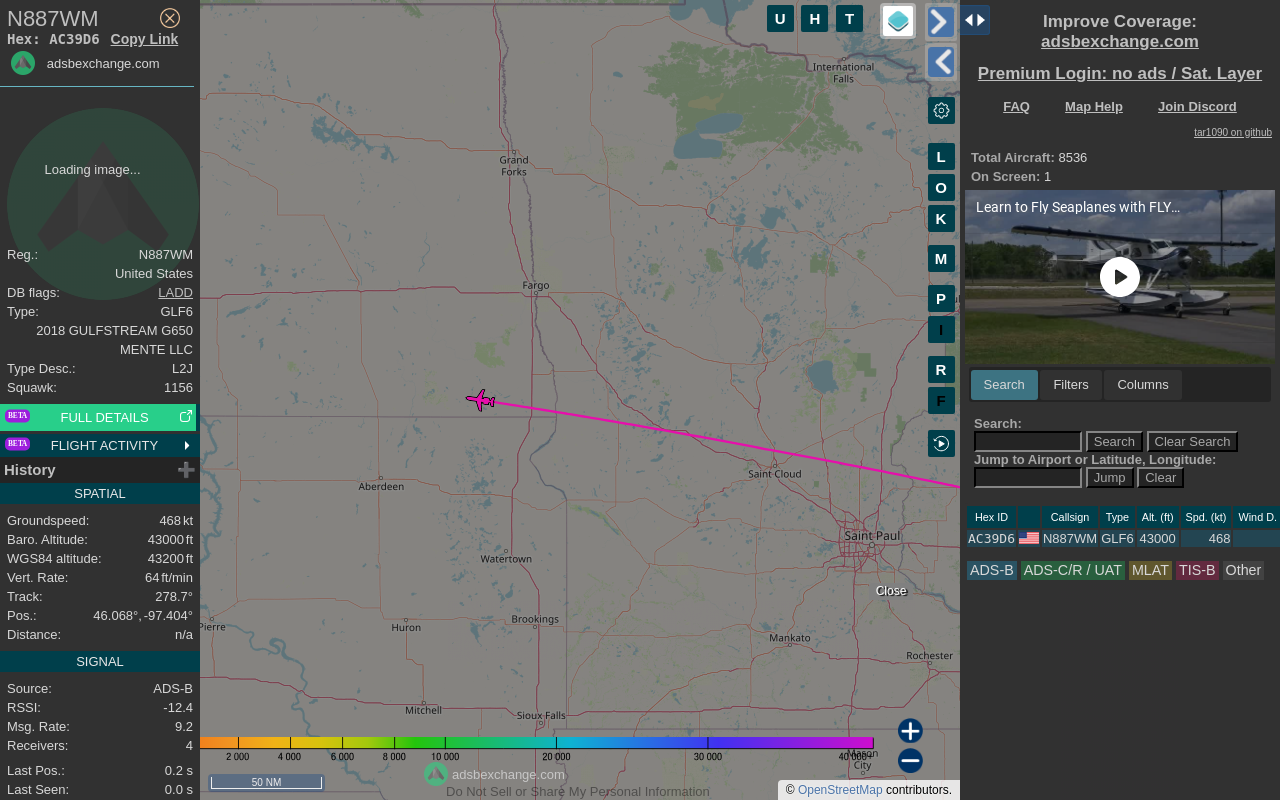 N887WM
Hex: AC39D6 Copy Link
adsbexchange.com
Loading image...
Reg.: N887WM
United States
DB flags: LADD
Type: GLF6
2018 GULFSTREAM G650
MENTE LLC
Type Desc.: L2J
Squawk: 1156
BETA FULL DETAILS
BETA FLIGHT ACTIVITY
History
SPATIAL
Groundspeed: 468 kt
Baro. Altitude: 43000 ft
WGS84 altitude: 43200 ft
Vert. Rate: 64 ft/min
Track: 278.7°
Pos.: 46.068°, -97.404°
Distance: n/a
SIGNAL
Source: ADS-B
RSSI: -12.4
Msg. Rate: 9.2
Receivers: 4
Last Pos.: 0.2 s
Last Seen: 0.0 s
U H T
International
Falls
Grand
Forks
Fargo
Saint Cloud
Aberdeen
Saint Paul
Watertown
Close
Brookings
Pierre
Huron
Mankato
Rochester
Mitchell
Sioux Falls
Mason
City
L
O
K
M
P
I
R
F
2 000 4 000 6 000 8 000 10 000 20 000 30 000 40 000+
50 NM
adsbexchange.com
Do Not Sell or Share My Personal Information
© OpenStreetMap contributors.
Improve Coverage:
adsbexchange.com
Premium Login: no ads / Sat. Layer
FAQ Map Help Join Discord
tar1090 on github
Total Aircraft: 8536
On Screen: 1
Learn to Fly Seaplanes with FLY...
Search Filters Columns
Search:
Search Clear Search
Jump to Airport or Latitude, Longitude:
Jump Clear
Hex ID Callsign Type Alt. (ft) Spd. (kt) Wind D.
AC39D6 N887WM GLF6 43000 468
ADS-B ADS-C/R / UAT MLAT TIS-B Other